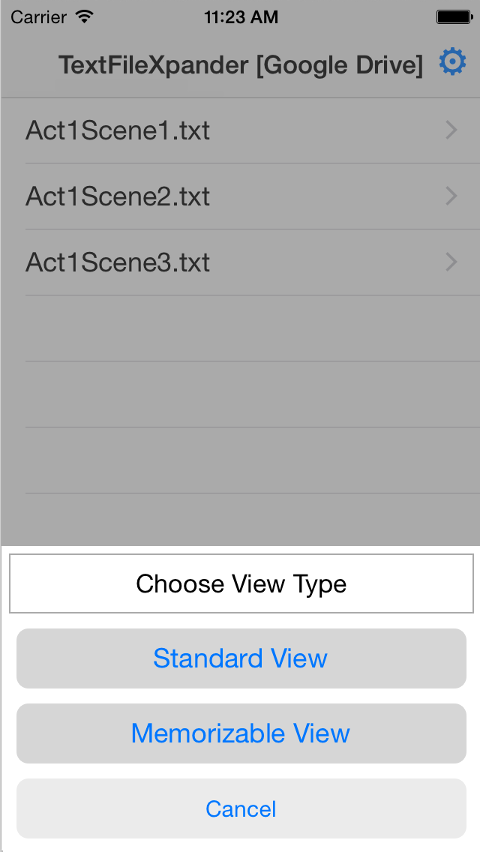 Carrier 11:23 AM
TextFileXpander [Google Drive]
Act1Scene1.txt
Act1Scene2.txt
Act1Scene3.txt
Choose View Type
Standard View
Memorizable View
Cancel